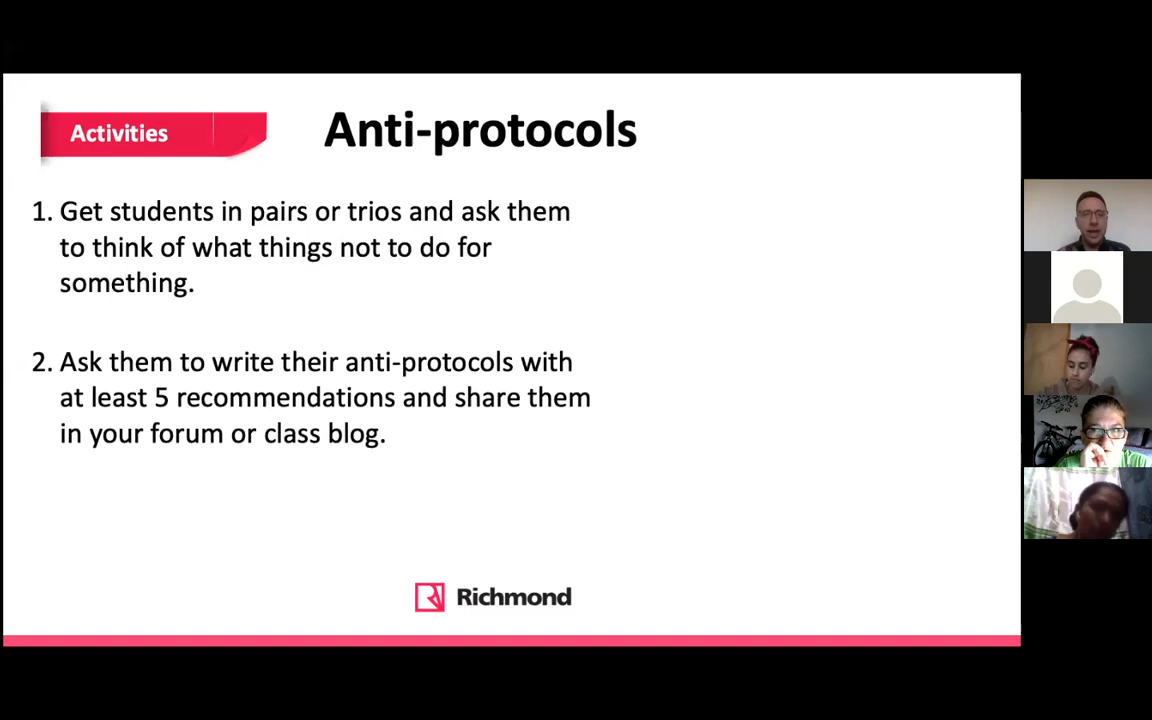 Activities
Anti-protocols
1. Get students in pairs or trios and ask them
to think of what things not to do for
something.
2. Ask them to write their anti-protocols with
at least 5 recommendations and share them
in your forum or class blog.
Richmond